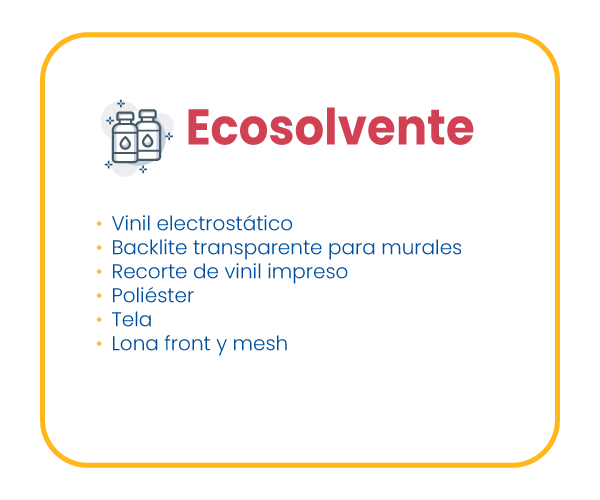 Ecosolvente
• Vinil electrostático
• Backlite transparente para murales
• Recorte de vinil impreso
• Poliéster
• Tela
• Lona front y mesh